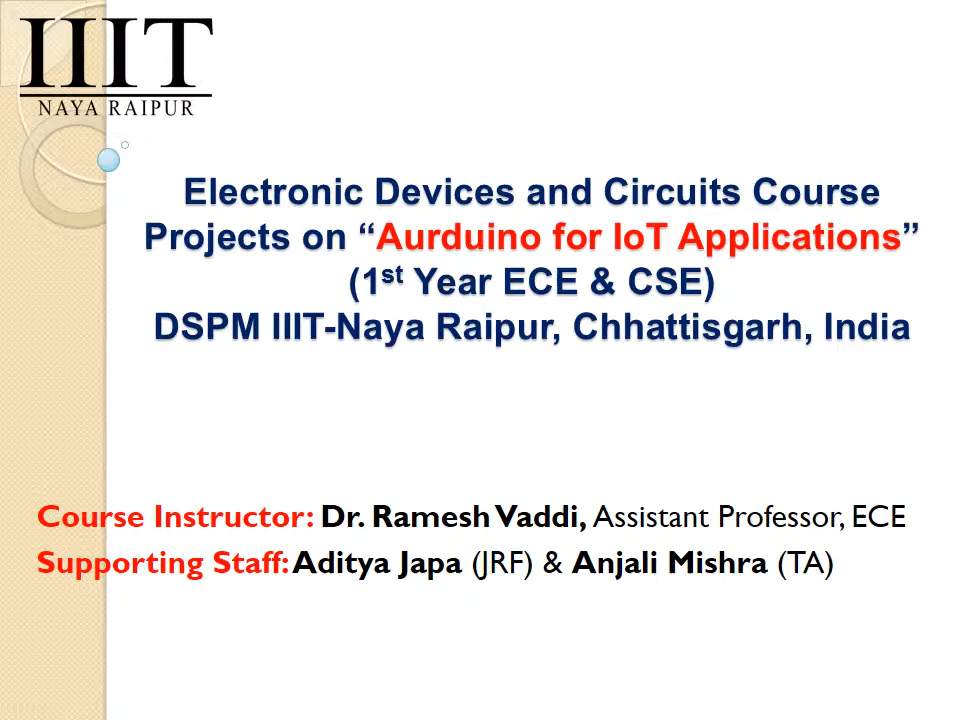 IIIT
NAYA RAIPUR
Electronic Devices and Circuits Course
Projects on “Aurduino for IoT Applications”
(1st Year ECE & CSE)
DSPM IIIT-Naya Raipur, Chhattisgarh, India
Course Instructor: Dr. Ramesh Vaddi, Assistant Professor, ECE
Supporting Staff: Aditya Japa (JRF) & Anjali Mishra (TA)